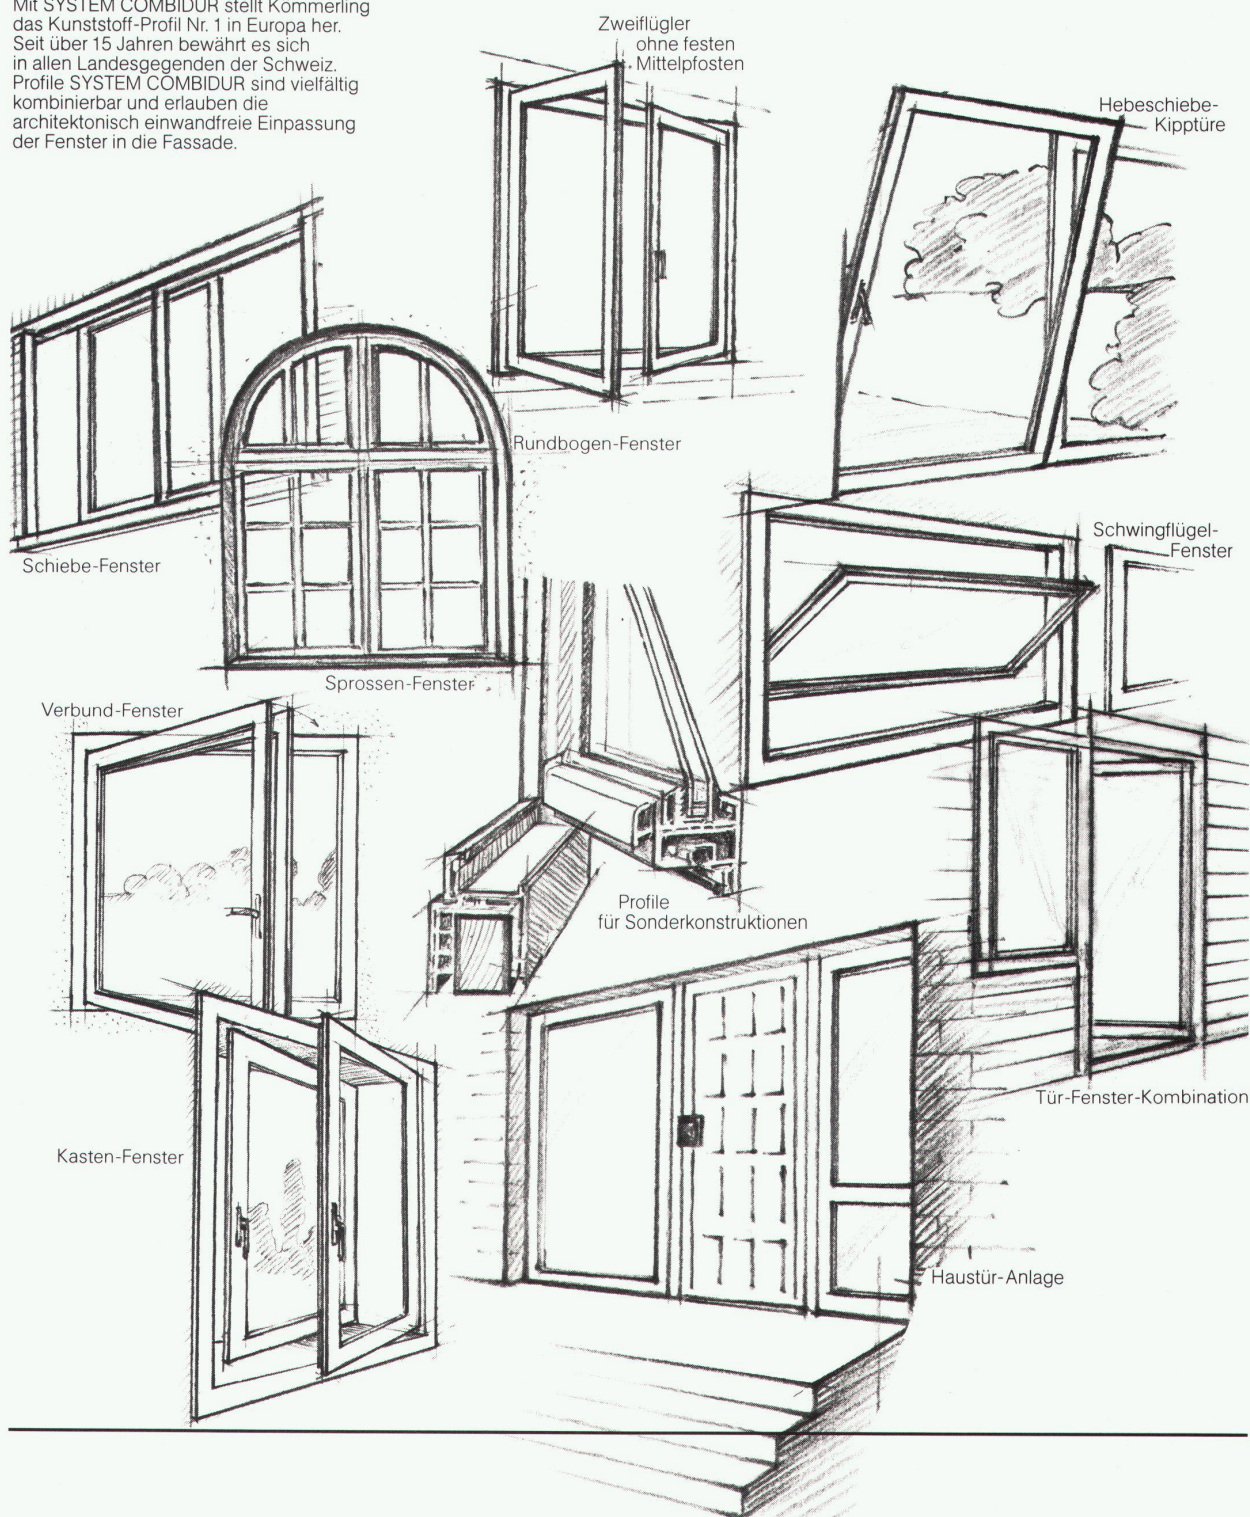 Mit SYSTEM COMBIDUR stellt Kömmerling
das Kunststoff-Profil Nr. 1 in Europa her.
Seit über 15 Jahren bewährt es sich
in allen Landesgegenden der Schweiz.
Profile SYSTEM COMBIDUR sind vielfältig
kombinierbar und erlauben die
architektonisch einwandfreie Einpassung
der Fenster in die Fassade.
Zweiflügler
ohne festen
Mittelpfosten
Hebeschiebe-
Kipptüre
Rundbogen-Fenster
Schiebe-Fenster
Schwingflügel-
Fenster
Sprossen-Fenster
Verbund-Fenster
Profile
für Sonderkonstruktionen
Tür-Fenster-Kombination
Kasten-Fenster
Haustür-Anlage